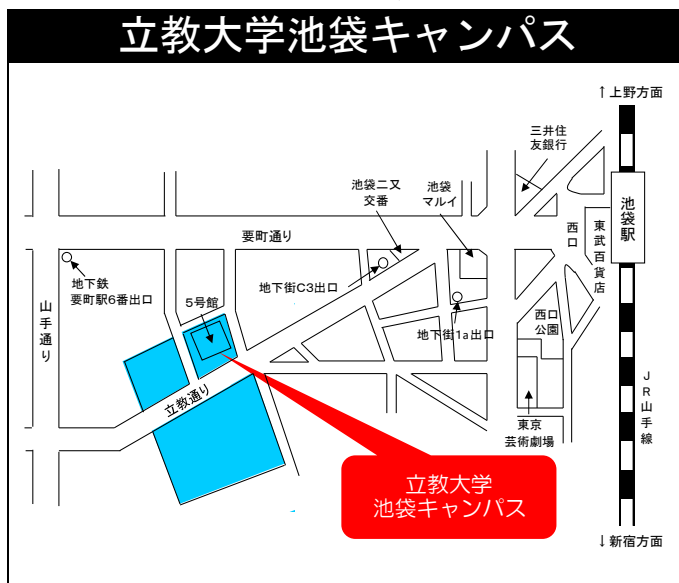 立教大学池袋キャンパス
↑上野方面
三井住
友銀行
池袋二又
交番
池袋
マルイ
池袋駅
西口
東武百貨店
要町通り
地下鉄
要町駅6番出口
地下街C3出口
5号館
山手通り
地下街1a出口
西口
公園
立教通り
JR山手線
東京
芸術劇場
立教大学
池袋キャンパス
↓新宿方面